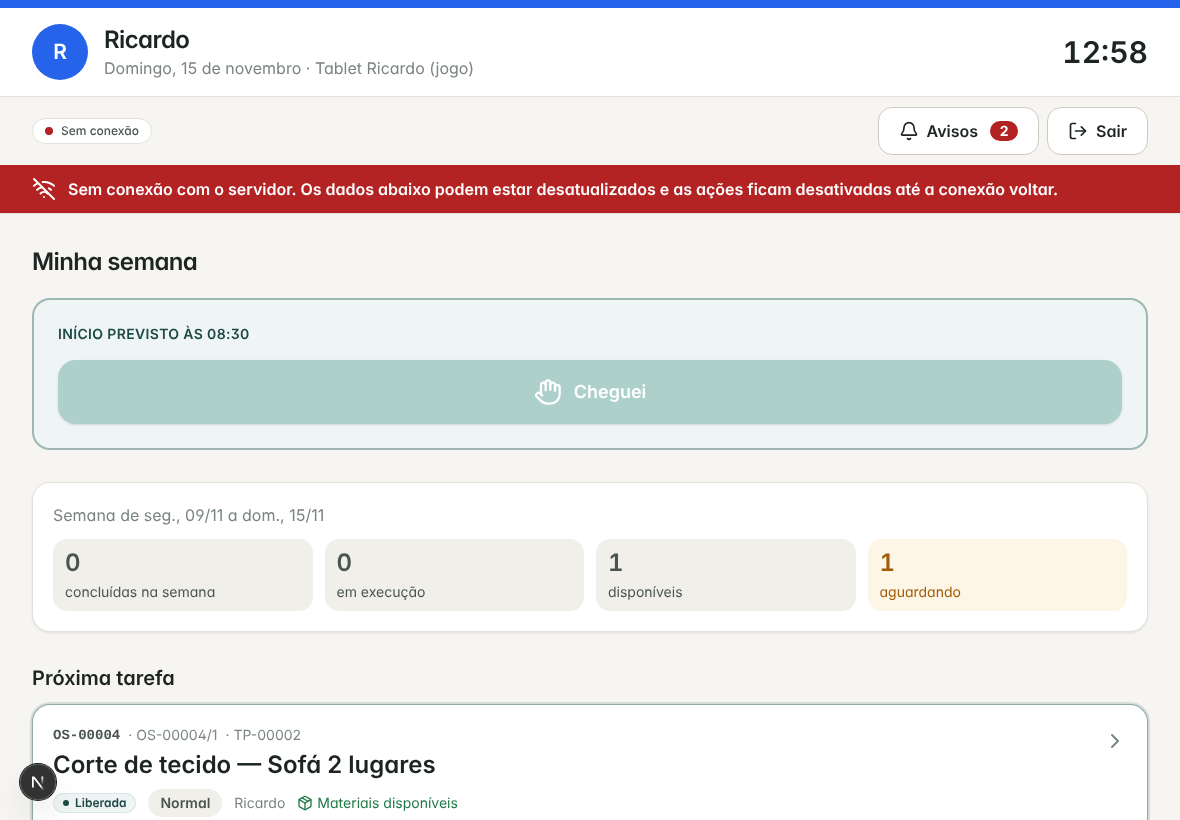 R
Ricardo
Domingo, 15 de novembro · Tablet Ricardo (jogo)
12:58
Sem conexão
Avisos 2
Sair
Sem conexão com o servidor. Os dados abaixo podem estar desatualizados e as ações ficam desativadas até a conexão voltar.
Minha semana
INÍCIO PREVISTO ÀS 08:30
Cheguei
Semana de seg., 09/11 a dom., 15/11
0
concluídas na semana
0
em execução
1
disponíveis
1
aguardando
Próxima tarefa
OS-00004 · OS-00004/1 · TP-00002
Corte de tecido — Sofá 2 lugares
N
Liberada Normal Ricardo Materiais disponíveis